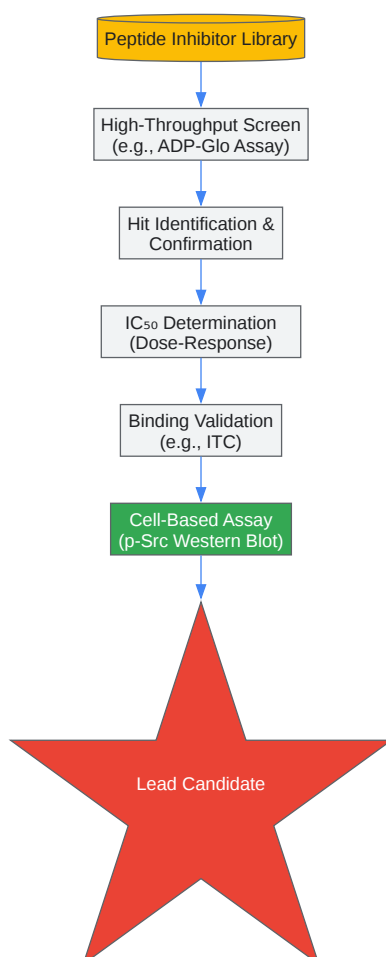 Peptide Inhibitor Library
High-Throughput Screen
(e.g., ADP-Glo Assay)
Hit Identification &
Confirmation
IC₅₀ Determination
(Dose-Response)
Binding Validation
(e.g., ITC)
Cell-Based Assay
(p-Src Western Blot)
Lead Candidate